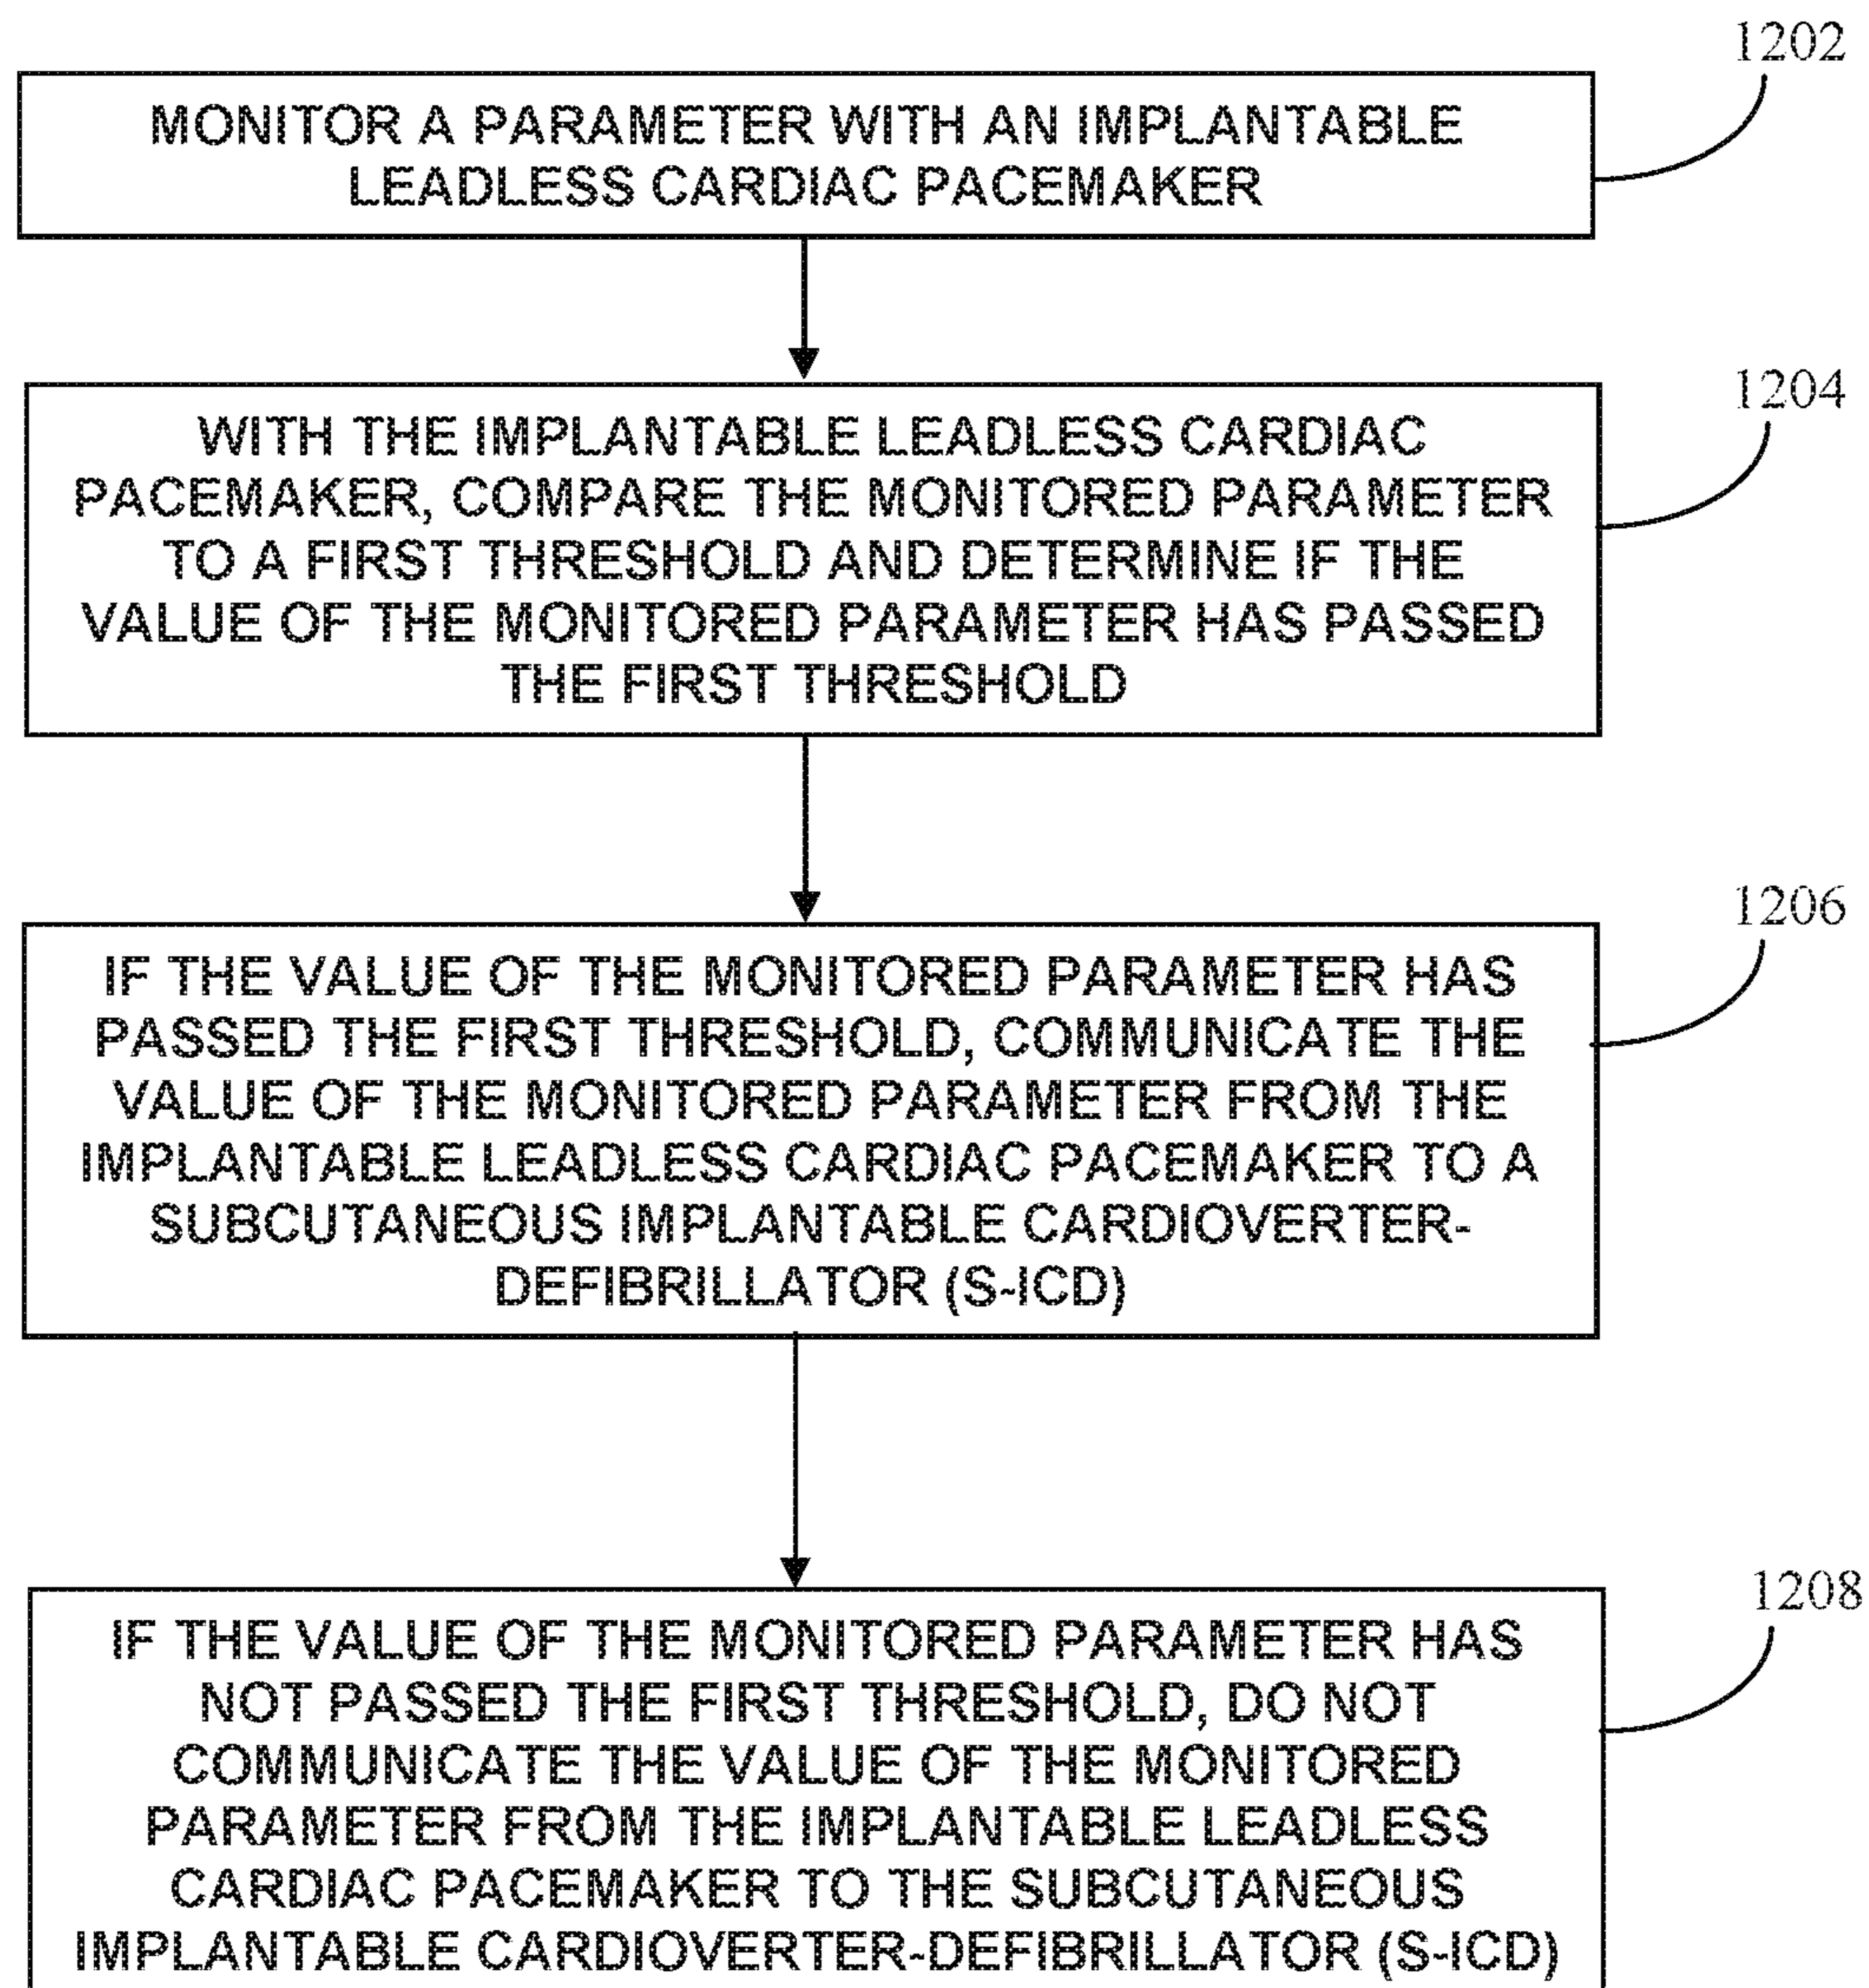 1202
MONITOR A PARAMETER WITH AN IMPLANTABLE
LEADLESS CARDIAC PACEMAKER
1204
WITH THE IMPLANTABLE LEADLESS CARDIAC
PACEMAKER, COMPARE THE MONITORED PARAMETER
TO A FIRST THRESHOLD AND DETERMINE IF THE
VALUE OF THE MONITORED PARAMETER HAS PASSED
THE FIRST THRESHOLD
1206
IF THE VALUE OF THE MONITORED PARAMETER HAS
PASSED THE FIRST THRESHOLD, COMMUNICATE THE
VALUE OF THE MONITORED PARAMETER FROM THE
IMPLANTABLE LEADLESS CARDIAC PACEMAKER TO A
SUBCUTANEOUS IMPLANTABLE CARDIOVERTER-
DEFIBRILLATOR (S-ICD)
1208
IF THE VALUE OF THE MONITORED PARAMETER HAS
NOT PASSED THE FIRST THRESHOLD, DO NOT
COMMUNICATE THE VALUE OF THE MONITORED
PARAMETER FROM THE IMPLANTABLE LEADLESS
CARDIAC PACEMAKER TO THE SUBCUTANEOUS
IMPLANTABLE CARDIOVERTER-DEFIBRILLATOR (S-ICD)